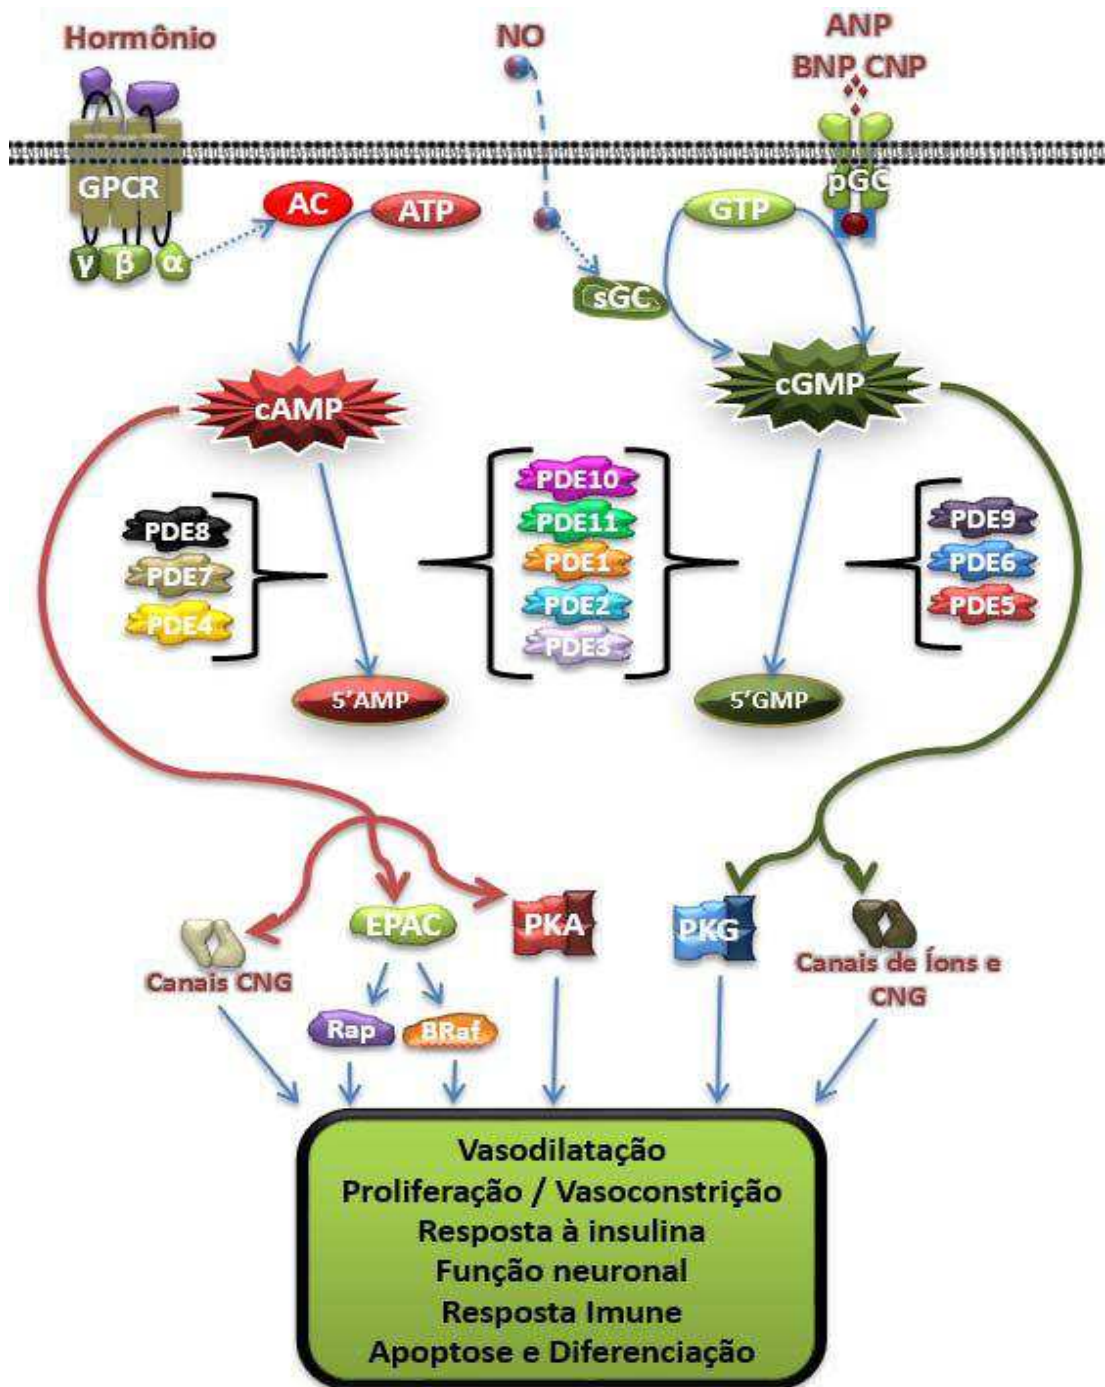 Hormônio
NO
ANP
BNP CNP
GPCR
pGC
AC
ATP
GTP
γ β α
sGC
cAMP
cGMP
PDE8
PDE7
PDE4
PDE10
PDE11
PDE1
PDE2
PDE3
PDE9
PDE6
PDE5
5’AMP
5’GMP
Canais CNG
EPAC
PKA
PKG
Canais de Íons e
CNG
Rap
BRaf
Vasodilatação
Proliferação / Vasoconstrição
Resposta à insulina
Função neuronal
Resposta Imune
Apoptose e Diferenciação